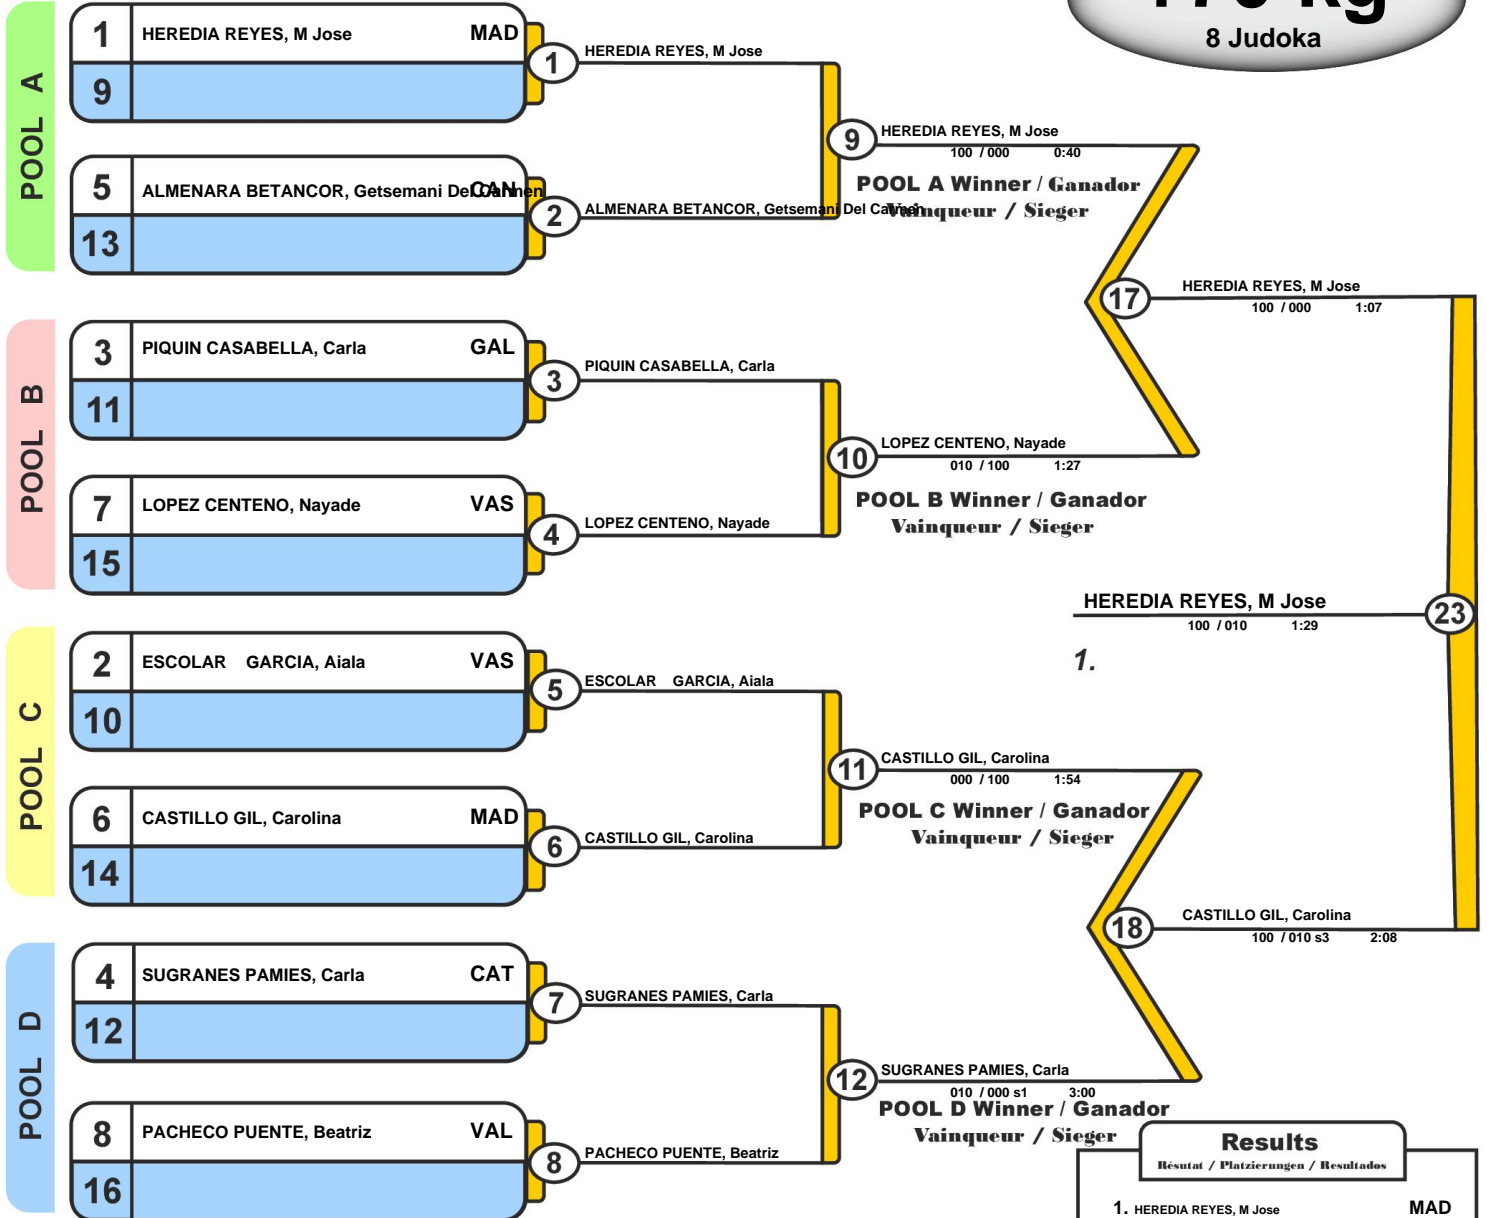 8 Judoka
POOL A
1 HEREDIA REYES, M Jose MAD
9
1 HEREDIA REYES, M Jose
5 ALMENARA BETANCOR, Getsemani Del Carmen CAN
13
2 ALMENARA BETANCOR, Getsemani Del Carmen
9 HEREDIA REYES, M Jose
100 / 000 0:40
POOL A Winner / Ganador
Vainqueur / Sieger
POOL B
3 PIQUIN CASABELLA, Carla GAL
11
3 PIQUIN CASABELLA, Carla
7 LOPEZ CENTENO, Nayade VAS
15
4 LOPEZ CENTENO, Nayade
10 LOPEZ CENTENO, Nayade
010 / 100 1:27
POOL B Winner / Ganador
Vainqueur / Sieger
17 HEREDIA REYES, M Jose
100 / 000 1:07
HEREDIA REYES, M Jose 23
100 / 010 1:29
1.
POOL C
2 ESCOLAR GARCIA, Aiala VAS
10
5 ESCOLAR GARCIA, Aiala
6 CASTILLO GIL, Carolina MAD
14
6 CASTILLO GIL, Carolina
11 CASTILLO GIL, Carolina
000 / 100 1:54
POOL C Winner / Ganador
Vainqueur / Sieger
POOL D
4 SUGRANES PAMIES, Carla CAT
12
7 SUGRANES PAMIES, Carla
8 PACHECO PUENTE, Beatriz VAL
16
8 PACHECO PUENTE, Beatriz
12 SUGRANES PAMIES, Carla
010 / 000 s1 3:00
POOL D Winner / Ganador
Vainqueur / Sieger
18 CASTILLO GIL, Carolina
100 / 010 s3 2:08
Results
Résutat / Platzierungen / Resultados
1. HEREDIA REYES, M Jose MAD